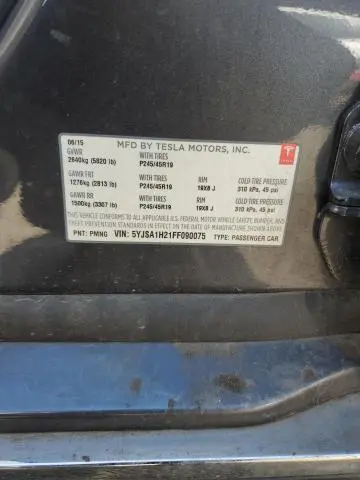 06/15 MFD BY TESLA MOTORS, INC.
GVWR WITH TIRES
2640kg (5820 lb) P245/45R19
GAWR FRT WITH TIRES RIM COLD TIRE PRESSURE
1276kg (2813 lb) P245/45R19 19X8 J 310 kPa, 45 psi
GAWR RR WITH TIRES RIM COLD TIRE PRESSURE
1500kg (3307 lb) P245/45R19 19X8 J 310 kPa, 45 psi
THIS VEHICLE CONFORMS TO ALL APPLICABLE U.S. FEDERAL MOTOR VEHICLE SAFETY, BUMPER, AND
THEFT PREVENTION STANDARDS IN EFFECT ON THE DATE OF MANUFACTURE SHOWN ABOVE.
PNT: PMNG VIN: 5YJSA1H21FF090075 TYPE: PASSENGER CAR
TESLA